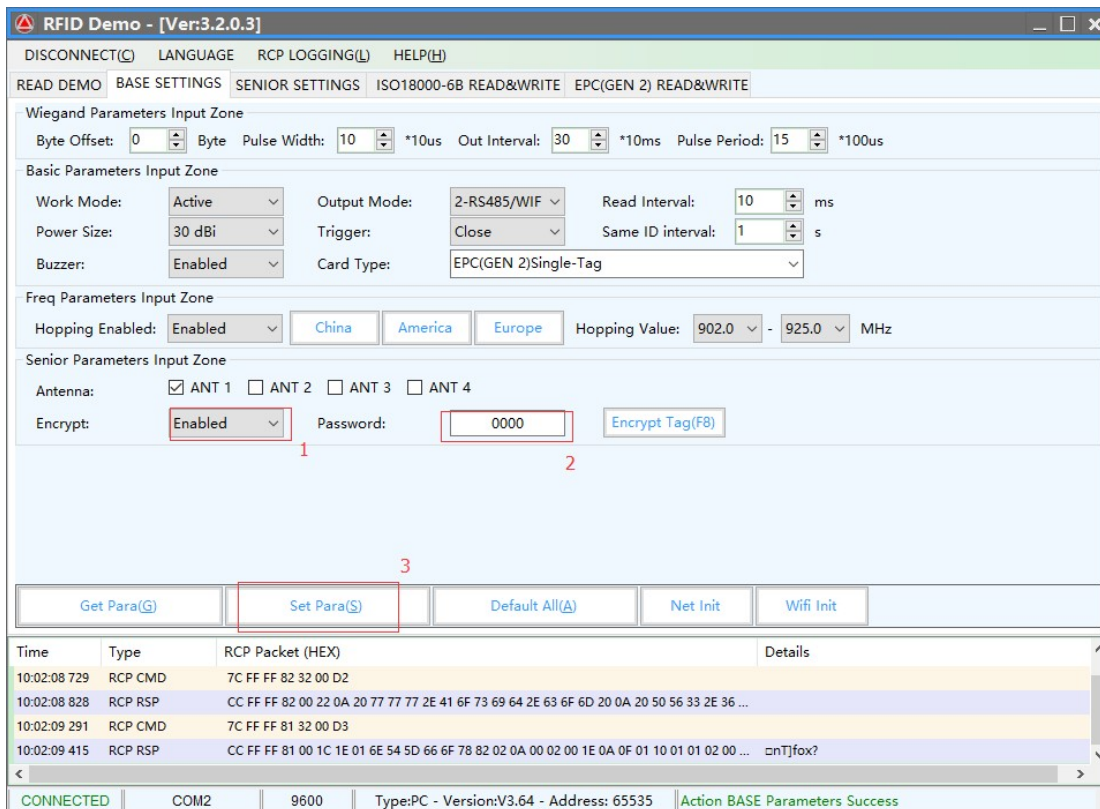 RFID Demo - [Ver:3.2.0.3]
DISCONNECT(C) LANGUAGE RCP LOGGING(L) HELP(H)
READ DEMO BASE SETTINGS SENIOR SETTINGS ISO18000-6B READ&WRITE EPC(GEN 2) READ&WRITE
Wiegand Parameters Input Zone
Byte Offset: 0 Byte Pulse Width: 10 *10us Out Interval: 30 *10ms Pulse Period: 15 *100us
Basic Parameters Input Zone
Work Mode: Active Output Mode: 2-RS485/WIF Read Interval: 10 ms
Power Size: 30 dBi Trigger: Close Same ID interval: 1 s
Buzzer: Enabled Card Type: EPC(GEN 2)Single-Tag
Freq Parameters Input Zone
Hopping Enabled: Enabled China America Europe Hopping Value: 902.0 - 925.0 MHz
Senior Parameters Input Zone
Antenna: ANT 1 ANT 2 ANT 3 ANT 4
Encrypt: Enabled Password: 0000 Encrypt Tag(F8)
1
2
3
Get Para(G) Set Para(S) Default All(A) Net Init Wifi Init
Time Type RCP Packet (HEX) Details
10:02:08 729 RCP CMD 7C FF FF 82 32 00 D2
10:02:08 828 RCP RSP CC FF FF 82 00 22 0A 20 77 77 77 2E 41 6F 73 69 64 2E 63 6F 6D 20 0A 20 50 56 33 2E 36 ...
10:02:09 291 RCP CMD 7C FF FF 81 32 00 D3
10:02:09 415 RCP RSP CC FF FF 81 00 1C 1E 01 6E 54 5D 66 6F 78 82 02 0A 00 02 00 1E 0A 0F 01 10 01 01 02 00 ... □nT]fox?
CONNECTED COM2 9600 Type:PC - Version:V3.64 - Address: 65535 Action BASE Parameters Success